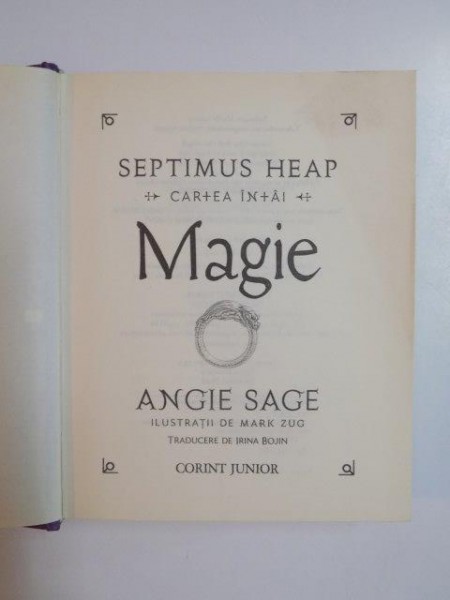 SEPTIMUS HEAP
CARTEA ÎNTÂI
Magie
ANGIE SAGE
ILUSTRAȚII DE MARK ZUG
TRADUCERE DE IRINA BOJIN
CORINT JUNIOR